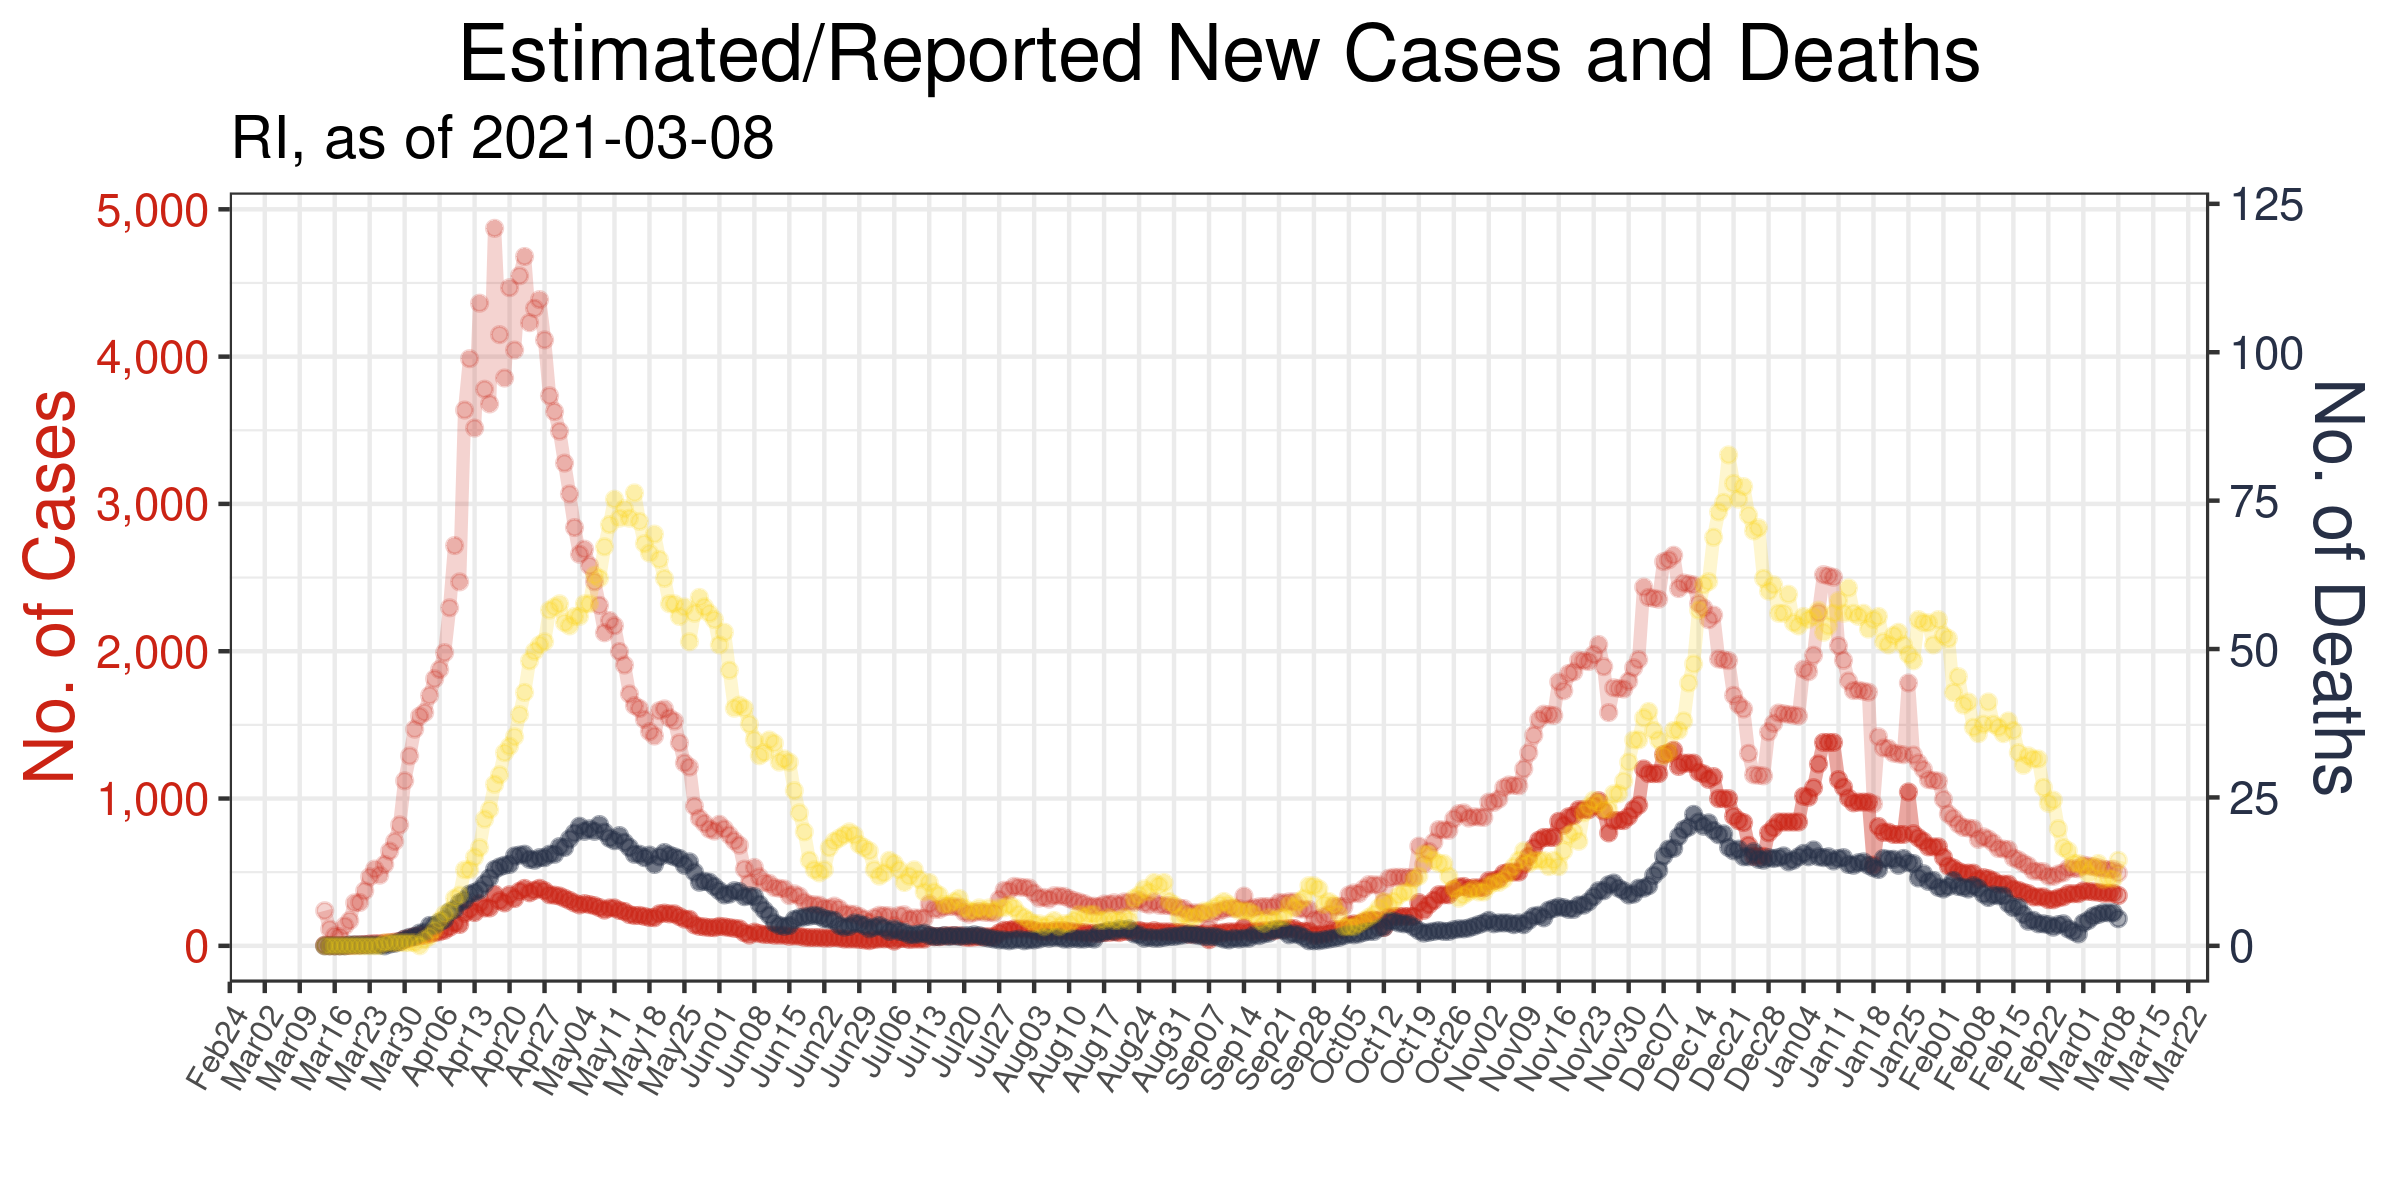 Estimated/Reported New Cases and Deaths
RI, as of 2021-03-08
No. of Cases
5,000
4,000
3,000
2,000
1,000
0
125
100
75
50
25
0
No. of Deaths
Feb24
Mar02
Mar09
Mar16
Mar23
Mar30
Apr06
Apr13
Apr20
Apr27
May04
May11
May18
May25
Jun01
Jun08
Jun15
Jun22
Jun29
Jul06
Jul13
Jul20
Jul27
Aug03
Aug10
Aug17
Aug24
Aug31
Sep07
Sep14
Sep21
Sep28
Oct05
Oct12
Oct19
Oct26
Nov02
Nov09
Nov16
Nov23
Nov30
Dec07
Dec14
Dec21
Dec28
Jan04
Jan11
Jan18
Jan25
Feb01
Feb08
Feb15
Feb22
Mar01
Mar08
Mar15
Mar22